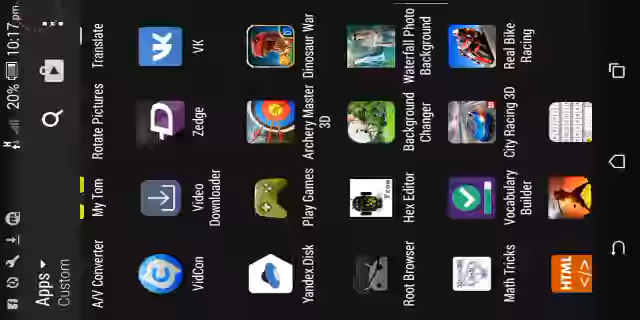 20% 10:17 pm
Apps
Custom
A/V Converter
My Tom
Rotate Pictures
Translate
VidCon
Video
Downloader
Zedge
VK
Yandex.Disk
Play Games
Archery Master
3D
Dinosaur War
Root Browser
Hex Editor
Background
Changer
Waterfall Photo
Background
Math Tricks
Vocabulary
Builder
City Racing 3D
Real Bike
Racing
HTML
</>